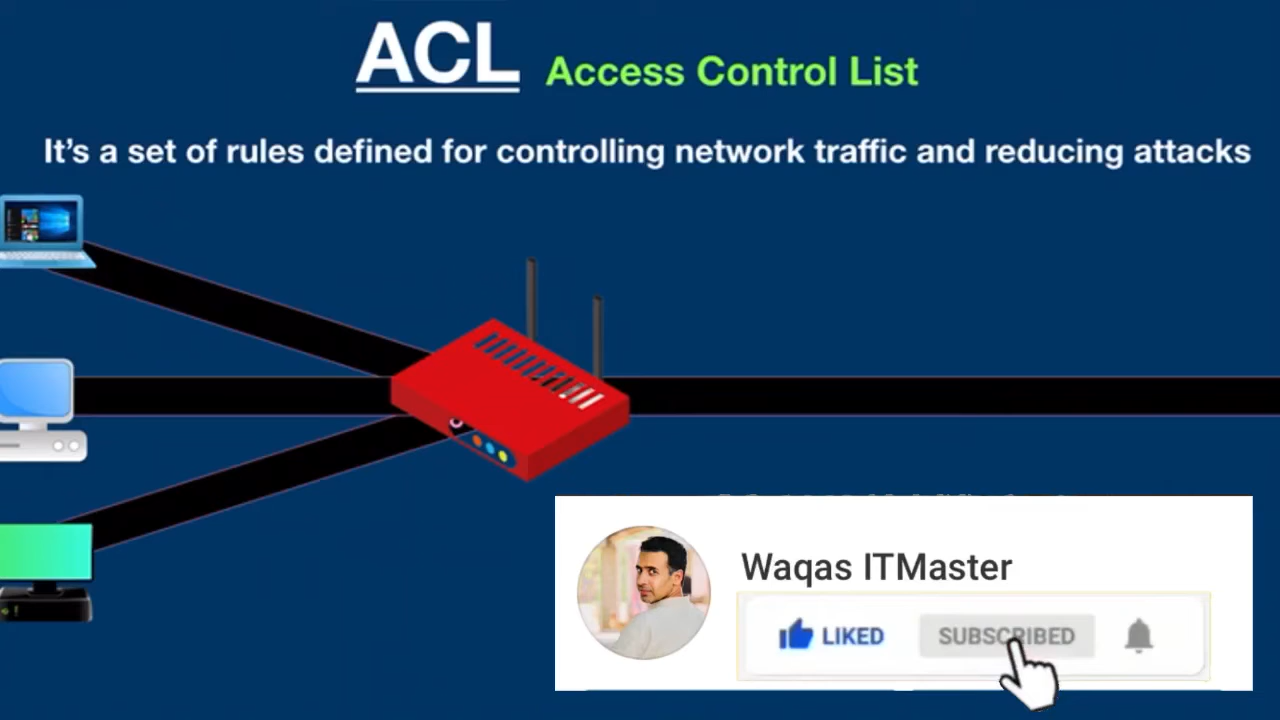 ACL Access Control List
It's a set of rules defined for controlling network traffic and reducing attacks
Waqas ITMaster
LIKED SUBSCRIBED